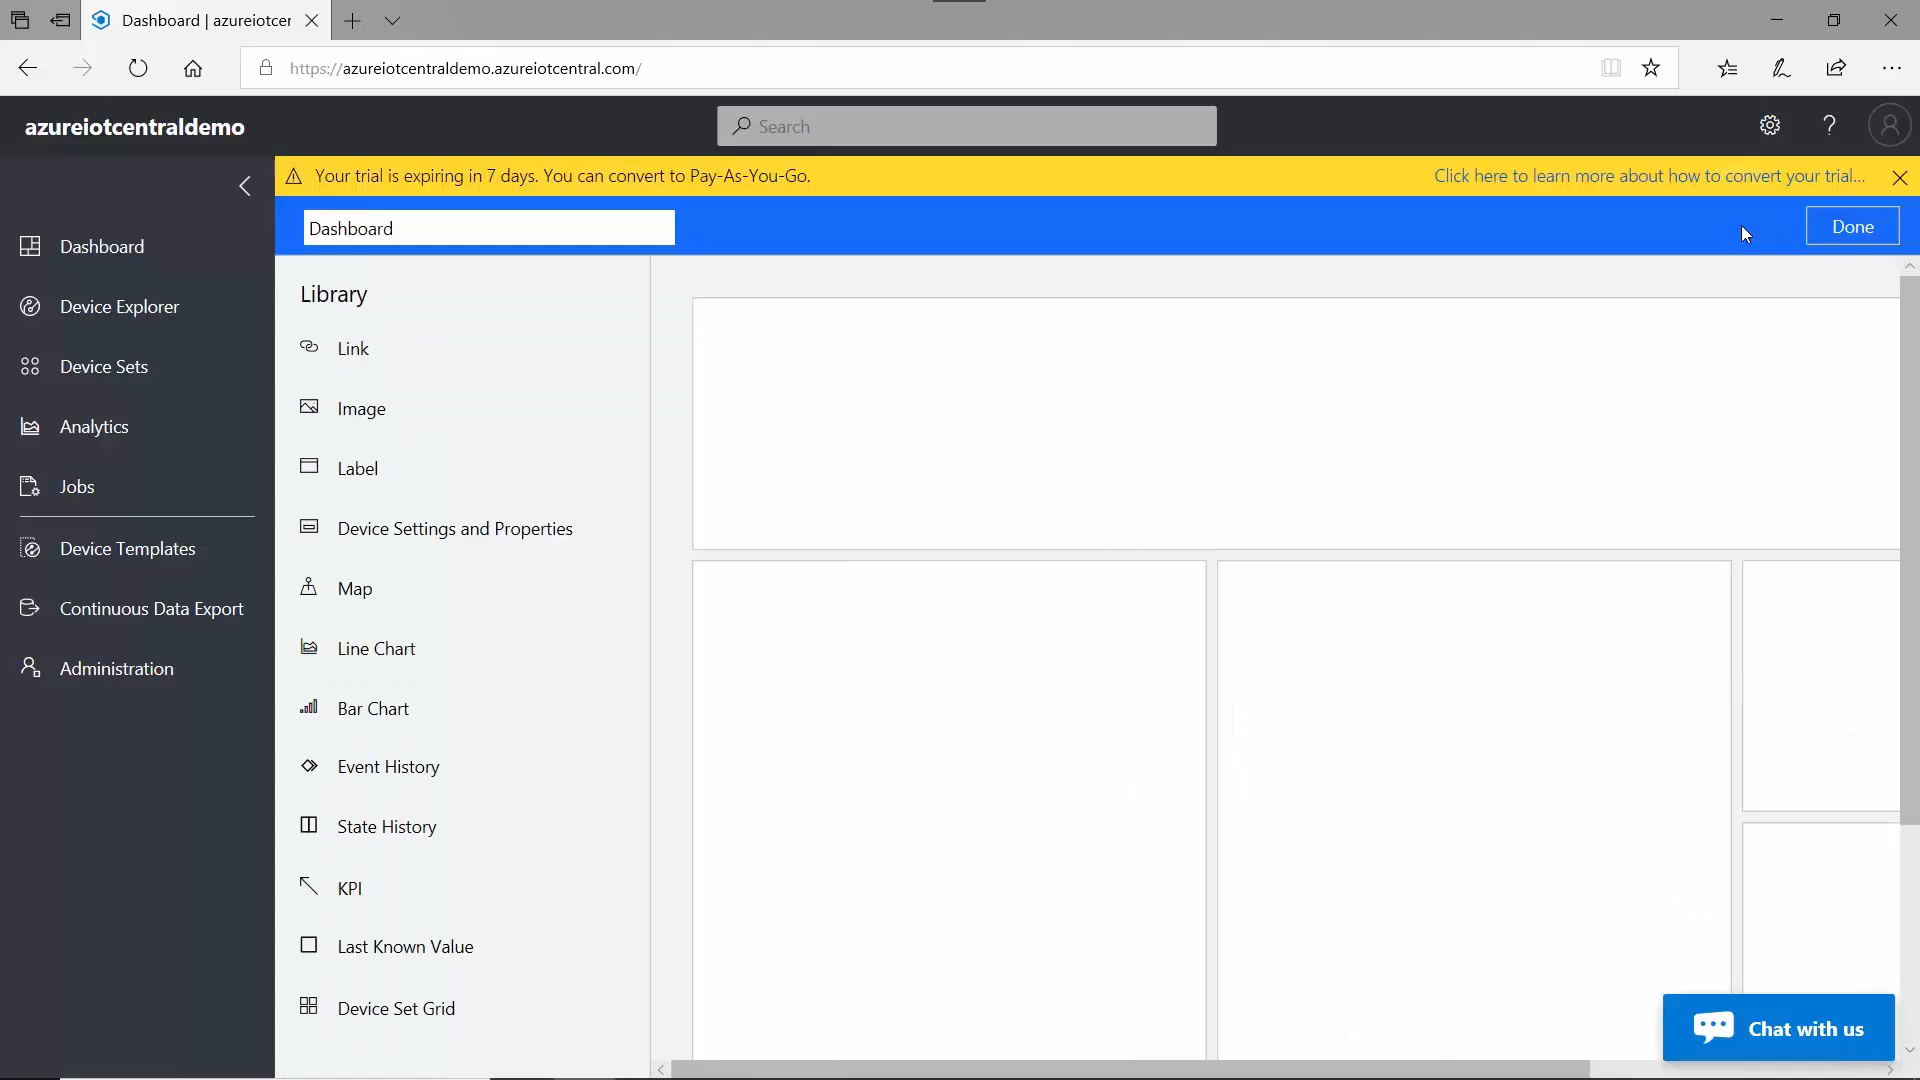 Dashboard | azureiotcer
https://azureiotcentraldemo.azureiotcentral.com/
azureiotcentraldemo
Search
?
Your trial is expiring in 7 days. You can convert to Pay-As-You-Go.
Click here to learn more about how to convert your trial...
Dashboard
Done
Dashboard
Device Explorer
Device Sets
Analytics
Jobs
Device Templates
Continuous Data Export
Administration
Library
Link
Image
Label
Device Settings and Properties
Map
Line Chart
Bar Chart
Event History
State History
KPI
Last Known Value
Device Set Grid
Chat with us